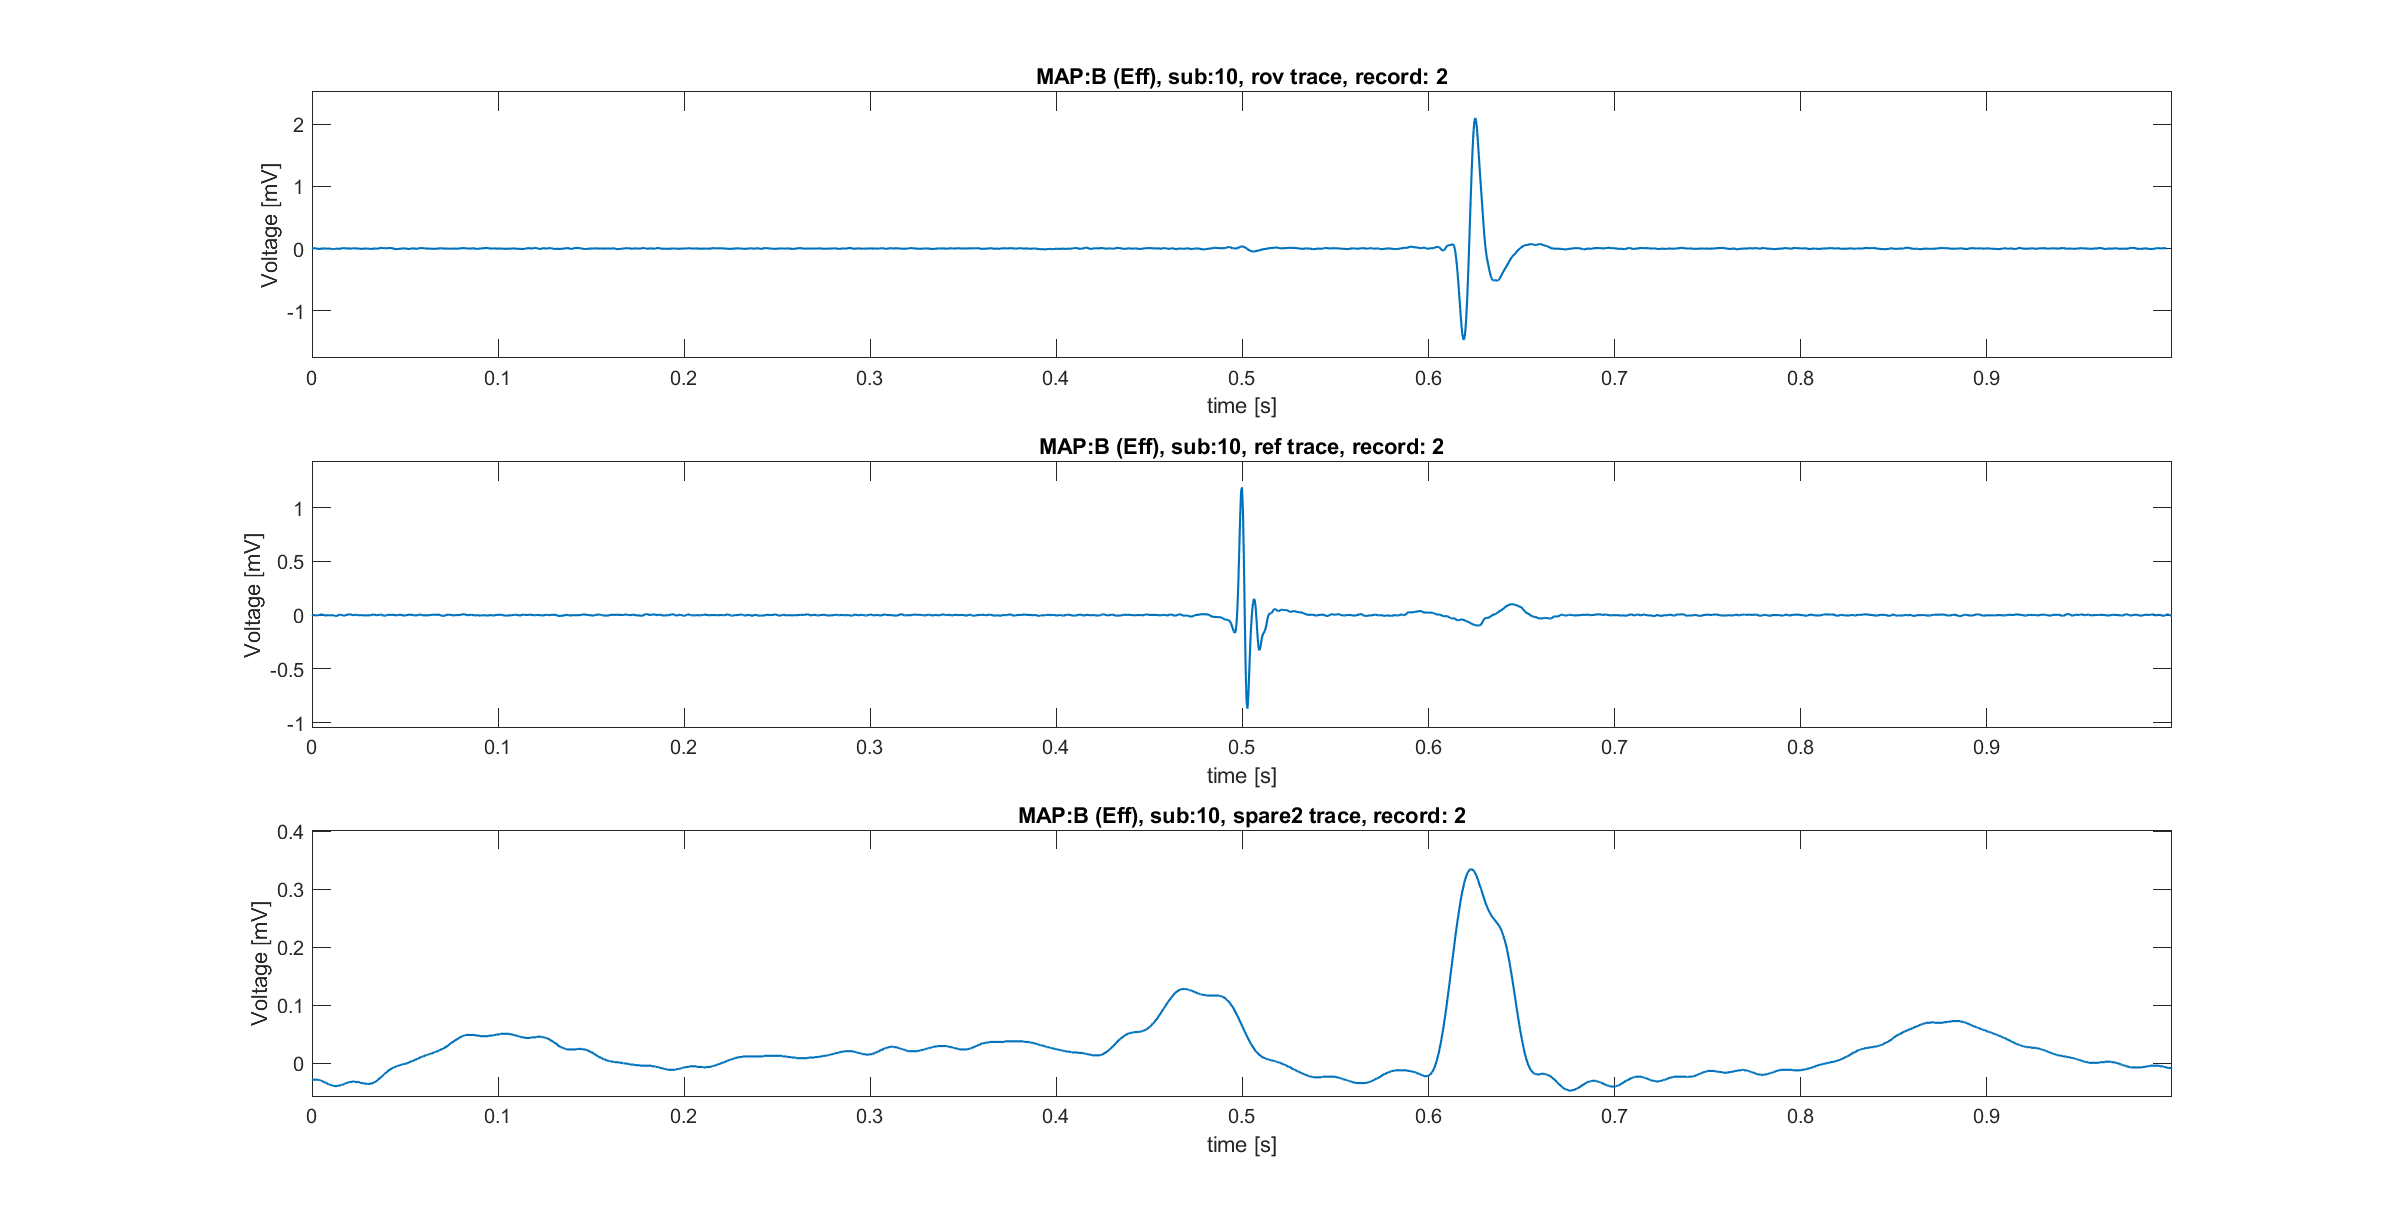 MAP:B (Eff), sub:10, rov trace, record: 2
Voltage [mV]
2
1
0
-1
0 0.1 0.2 0.3 0.4 0.5 0.6 0.7 0.8 0.9
time [s]
MAP:B (Eff), sub:10, ref trace, record: 2
Voltage [mV]
1
0.5
0
-0.5
-1
0 0.1 0.2 0.3 0.4 0.5 0.6 0.7 0.8 0.9
time [s]
MAP:B (Eff), sub:10, spare2 trace, record: 2
Voltage [mV]
0.4
0.3
0.2
0.1
0
0 0.1 0.2 0.3 0.4 0.5 0.6 0.7 0.8 0.9
time [s]